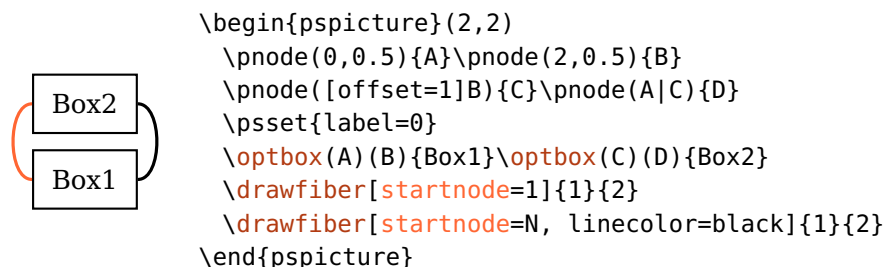 Box2
Box1
\begin{pspicture}(2,2)
  \pnode(0,0.5){A}\pnode(2,0.5){B}
  \pnode([offset=1]B){C}\pnode(A|C){D}
  \psset{label=0}
  \optbox(A)(B){Box1}\optbox(C)(D){Box2}
  \drawfiber[startnode=1]{1}{2}
  \drawfiber[startnode=N, linecolor=black]{1}{2}
\end{pspicture}